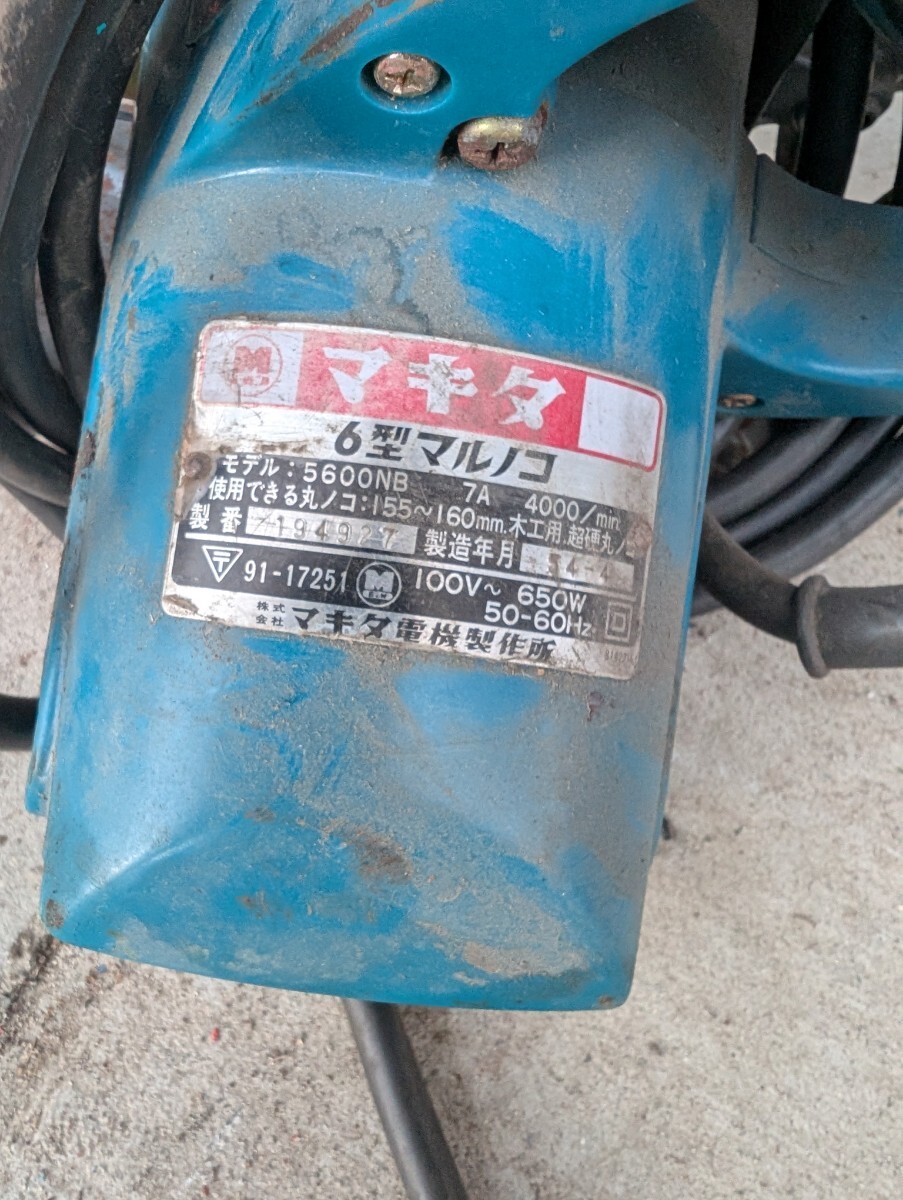 M
マキタ
6型マルノコ
モデル:5600NB 7A 4000/min
使用できる丸ノコ:155~160mm.木工用.超硬丸ノコ
製番 194927 製造年月
〒 91-17251 M 100V~ 650W
50-60Hz
株式会社 マキタ電機製作所